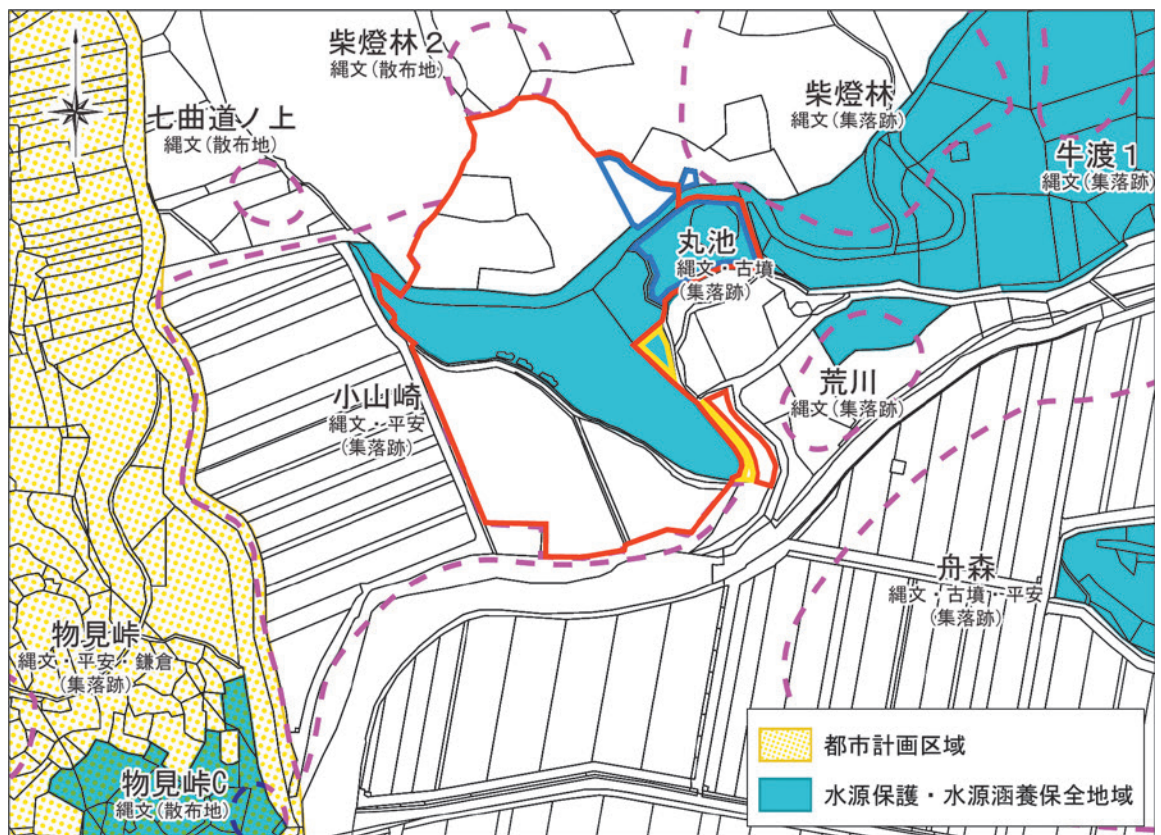 柴燈林2
縄文(散布地)
七曲道ノ上
縄文(散布地)
柴燈林
縄文(集落跡)
牛渡1
縄文(集落跡)
丸池
縄文・古墳
(集落跡)
小山崎
縄文・平安
(集落跡)
荒川
縄文(集落跡)
舟森
縄文・古墳・平安
(集落跡)
物見峠
縄文・平安・鎌倉
(集落跡)
物見峠C
縄文(散布地)
都市計画区域
水源保護・水源涵養保全地域